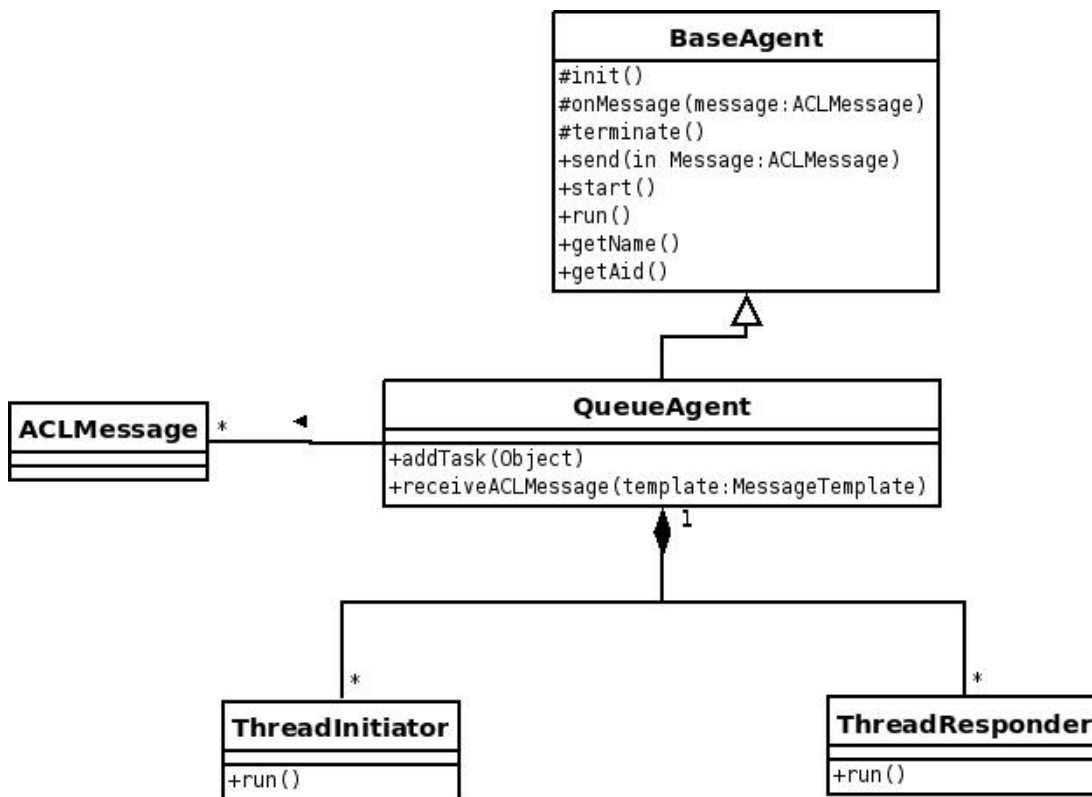 BaseAgent
#init()
#onMessage(message:ACLMessage)
#terminate()
+send(in Message:ACLMessage)
+start()
+run()
+getName()
+getAid()
QueueAgent
ACLMessage
*
+addTask(Object)
+receiveACLMessage(template:MessageTemplate)
1
*
*
ThreadInitiator
+run()
ThreadResponder
+run()